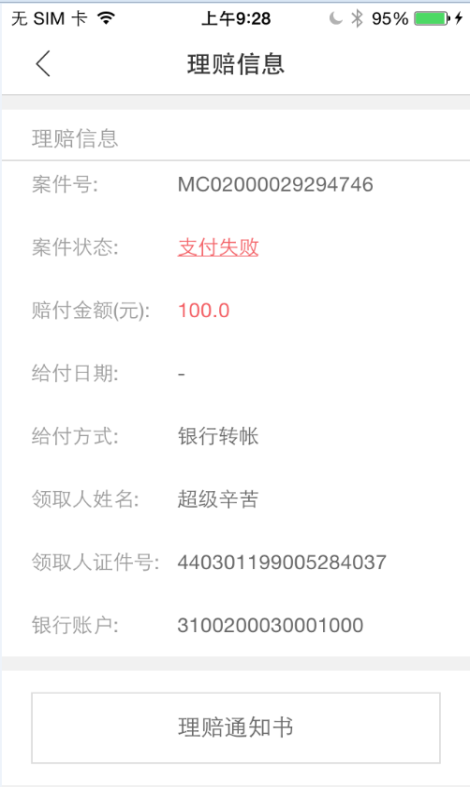 无 SIM 卡 上午9:28 95%
理赔信息
理赔信息
案件号: MC02000029294746
案件状态: 支付失败
赔付金额(元): 100.0
给付日期: -
给付方式: 银行转帐
领取人姓名: 超级辛苦
领取人证件号: 440301199005284037
银行账户: 3100200030001000
理赔通知书